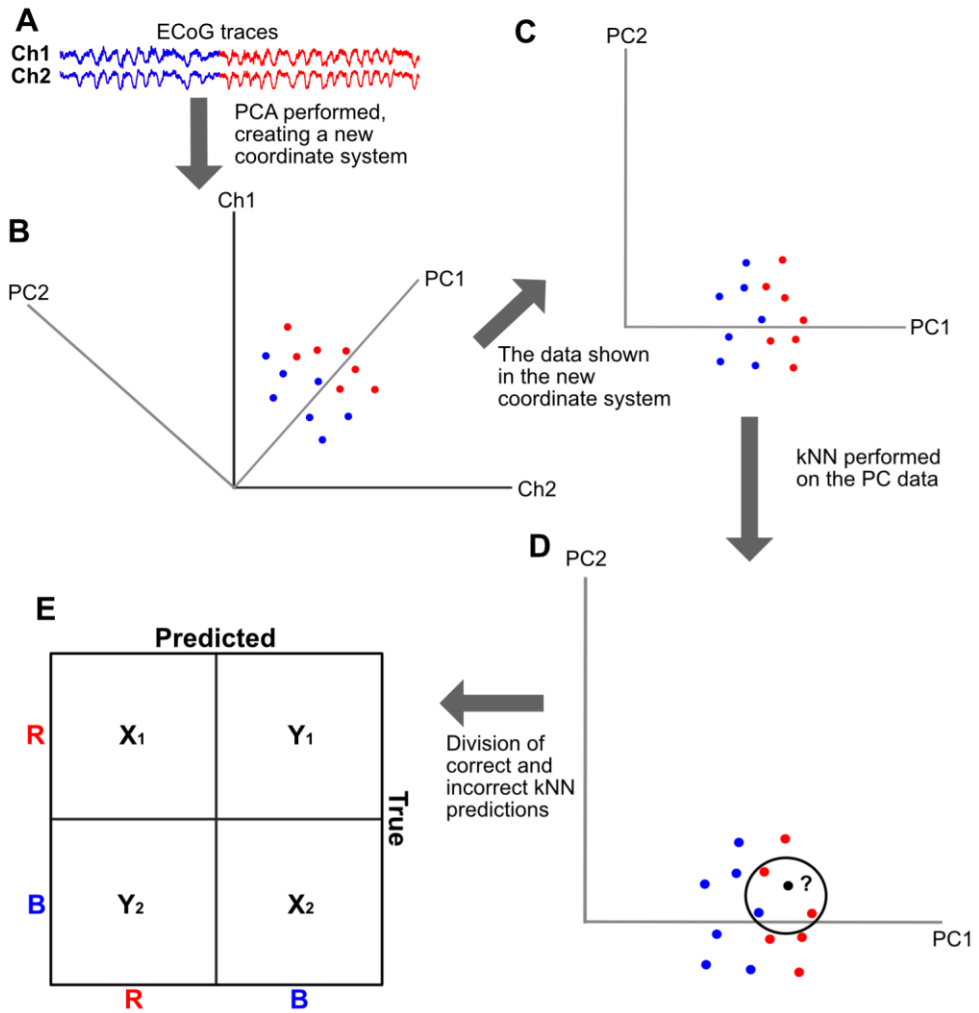 A
ECoG traces
Ch1
Ch2
PCA performed,
creating a new
coordinate system
B
Ch1
PC2
PC1
Ch2
The data shown
in the new
coordinate system
C
PC2
PC1
kNN performed
on the PC data
D
PC2
?
PC1
Division of
correct and
incorrect kNN
predictions
E
Predicted
R
X1
Y1
True
B
Y2
X2
R
B